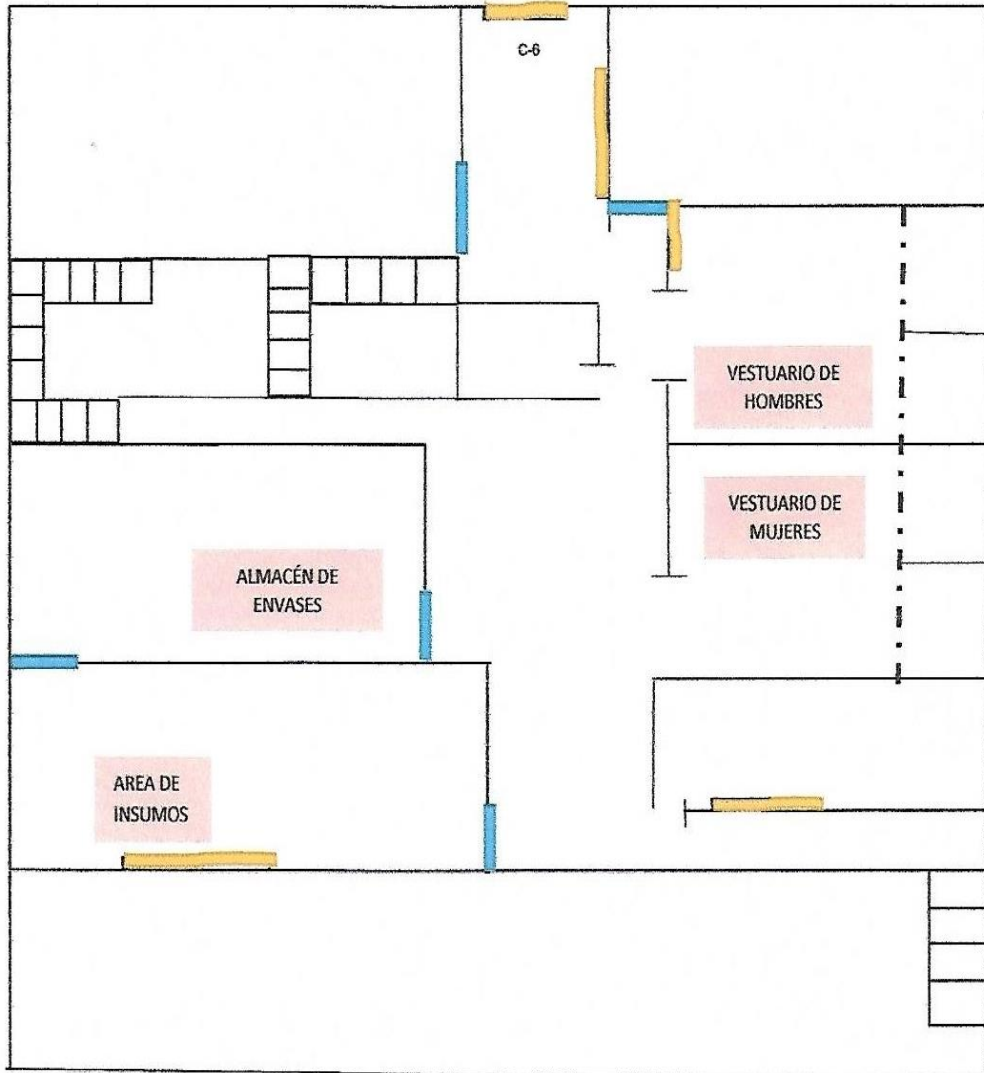 C-6
VESTUARIO DE
HOMBRES
VESTUARIO DE
MUJERES
ALMACÉN DE
ENVASES
AREA DE
INSUMOS